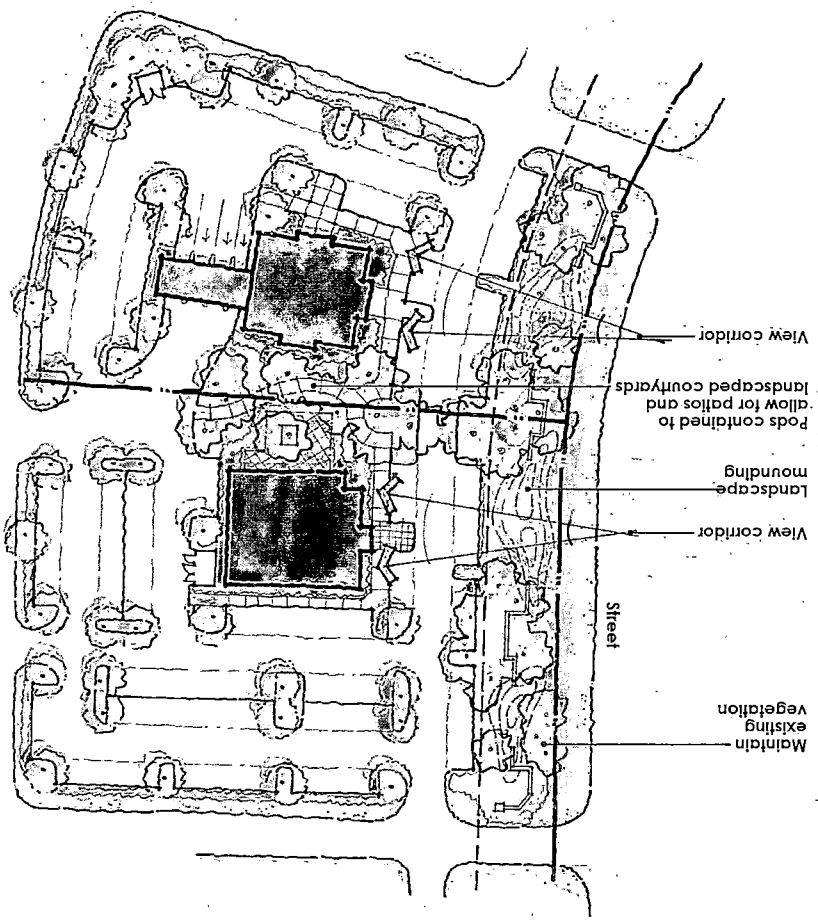 Maintain
existing
vegetation
Street
View corridor
Landscape
mounding
Pods contained to
allow for patios and
landscaped courtyards
View corridor